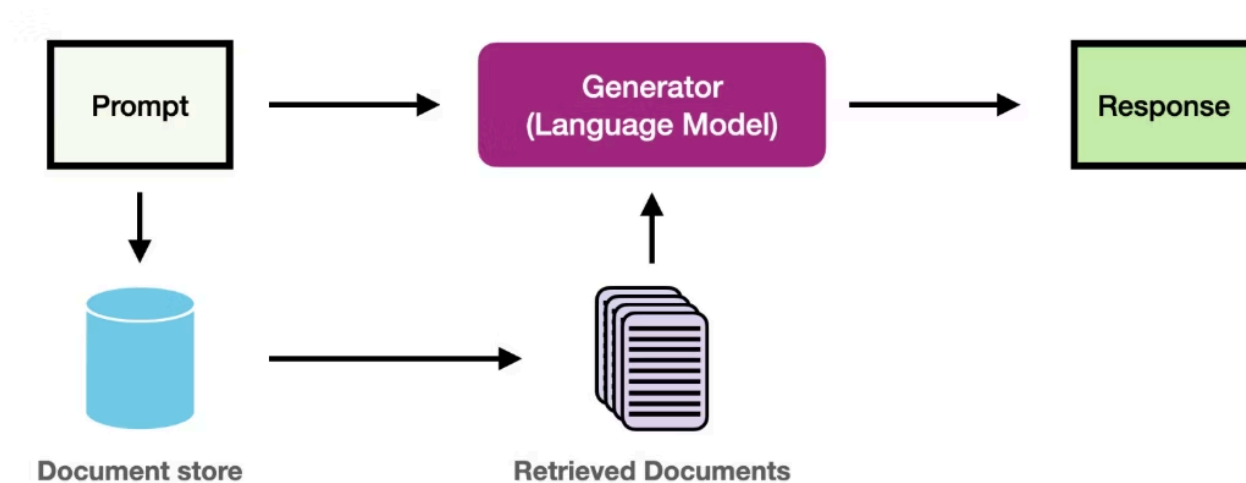 Prompt
Generator
(Language Model)
Response
Document store
Retrieved Documents